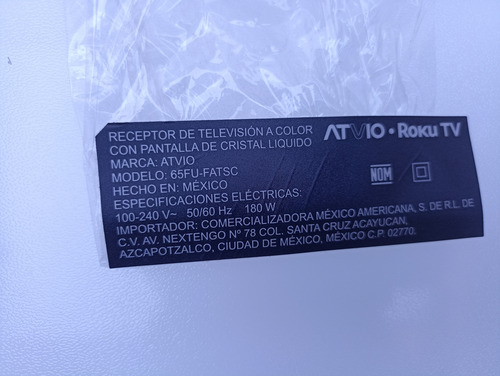 RECEPTOR DE TELEVISIÓN A COLOR
CON PANTALLA DE CRISTAL LIQUIDO
ATVIO • ROKU TV
MARCA: ATVIO
MODELO: 65FU-FATSC
HECHO EN: MÉXICO
NOM
ESPECIFICACIONES ELÉCTRICAS:
100-240 V~ 50/60 Hz 180 W
IMPORTADOR: COMERCIALIZADORA MÉXICO AMERICANA, S. DE R.L. DE
C.V. AV. NEXTENGO Nº 78 COL. SANTA CRUZ ACAYUCAN,
AZCAPOTZALCO, CIUDAD DE MÉXICO, MÉXICO C.P. 02770.